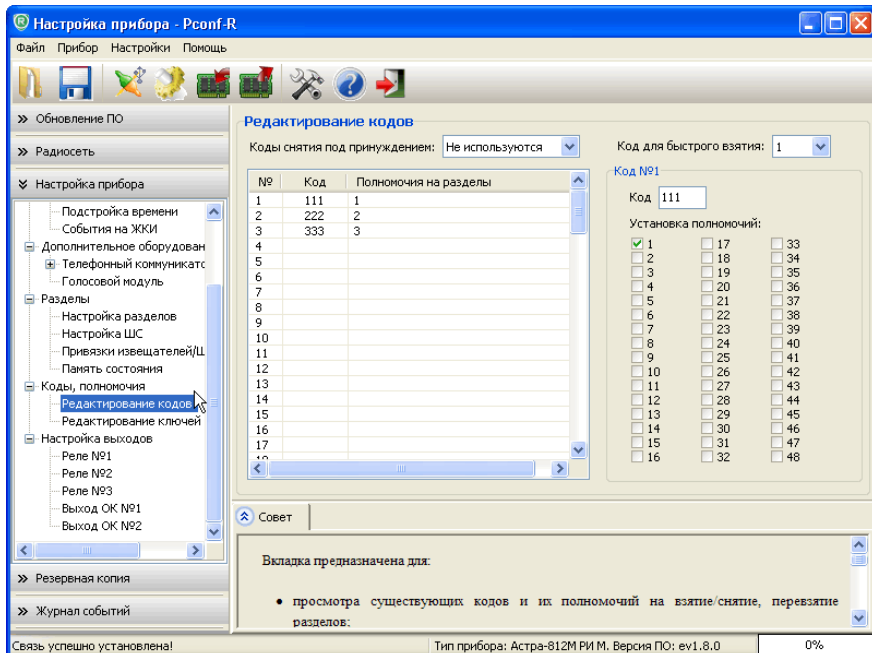 Настройка прибора - Pconf-R
Файл Прибор Настройки Помощь
Обновление ПО
Радиосеть
Настройка прибора
Подстройка времени
События на ЖКИ
Дополнительное оборудован
Телефонный коммуникатс
Голосовой модуль
Разделы
Настройка разделов
Настройка ШС
Привязки извещателей/Ш
Память состояния
Коды, полномочия
Редактирование кодов
Редактирование ключей
Настройка выходов
Реле №1
Реле №2
Реле №3
Выход ОК №1
Выход ОК №2
Резервная копия
Журнал событий
Редактирование кодов
Коды снятия под принуждением: Не используются
Код для быстрого взятия: 1
№ Код Полномочия на разделы
1 111 1
2 222 2
3 333 3
4
5
6
7
8
9
10
11
12
13
14
15
16
17
Код №1
Код 111
Установка полномочий:
1 17 33
2 18 34
3 19 35
4 20 36
5 21 37
6 22 38
7 23 39
8 24 40
9 25 41
10 26 42
11 27 43
12 28 44
13 29 45
14 30 46
15 31 47
16 32 48
Совет
Вкладка предназначена для:
• просмотра существующих кодов и их полномочий на взятие/снятие, перевзятие
разделов;
Связь успешно установлена!
Тип прибора: Астра-812М РИ М. Версия ПО: ev1.8.0
0%